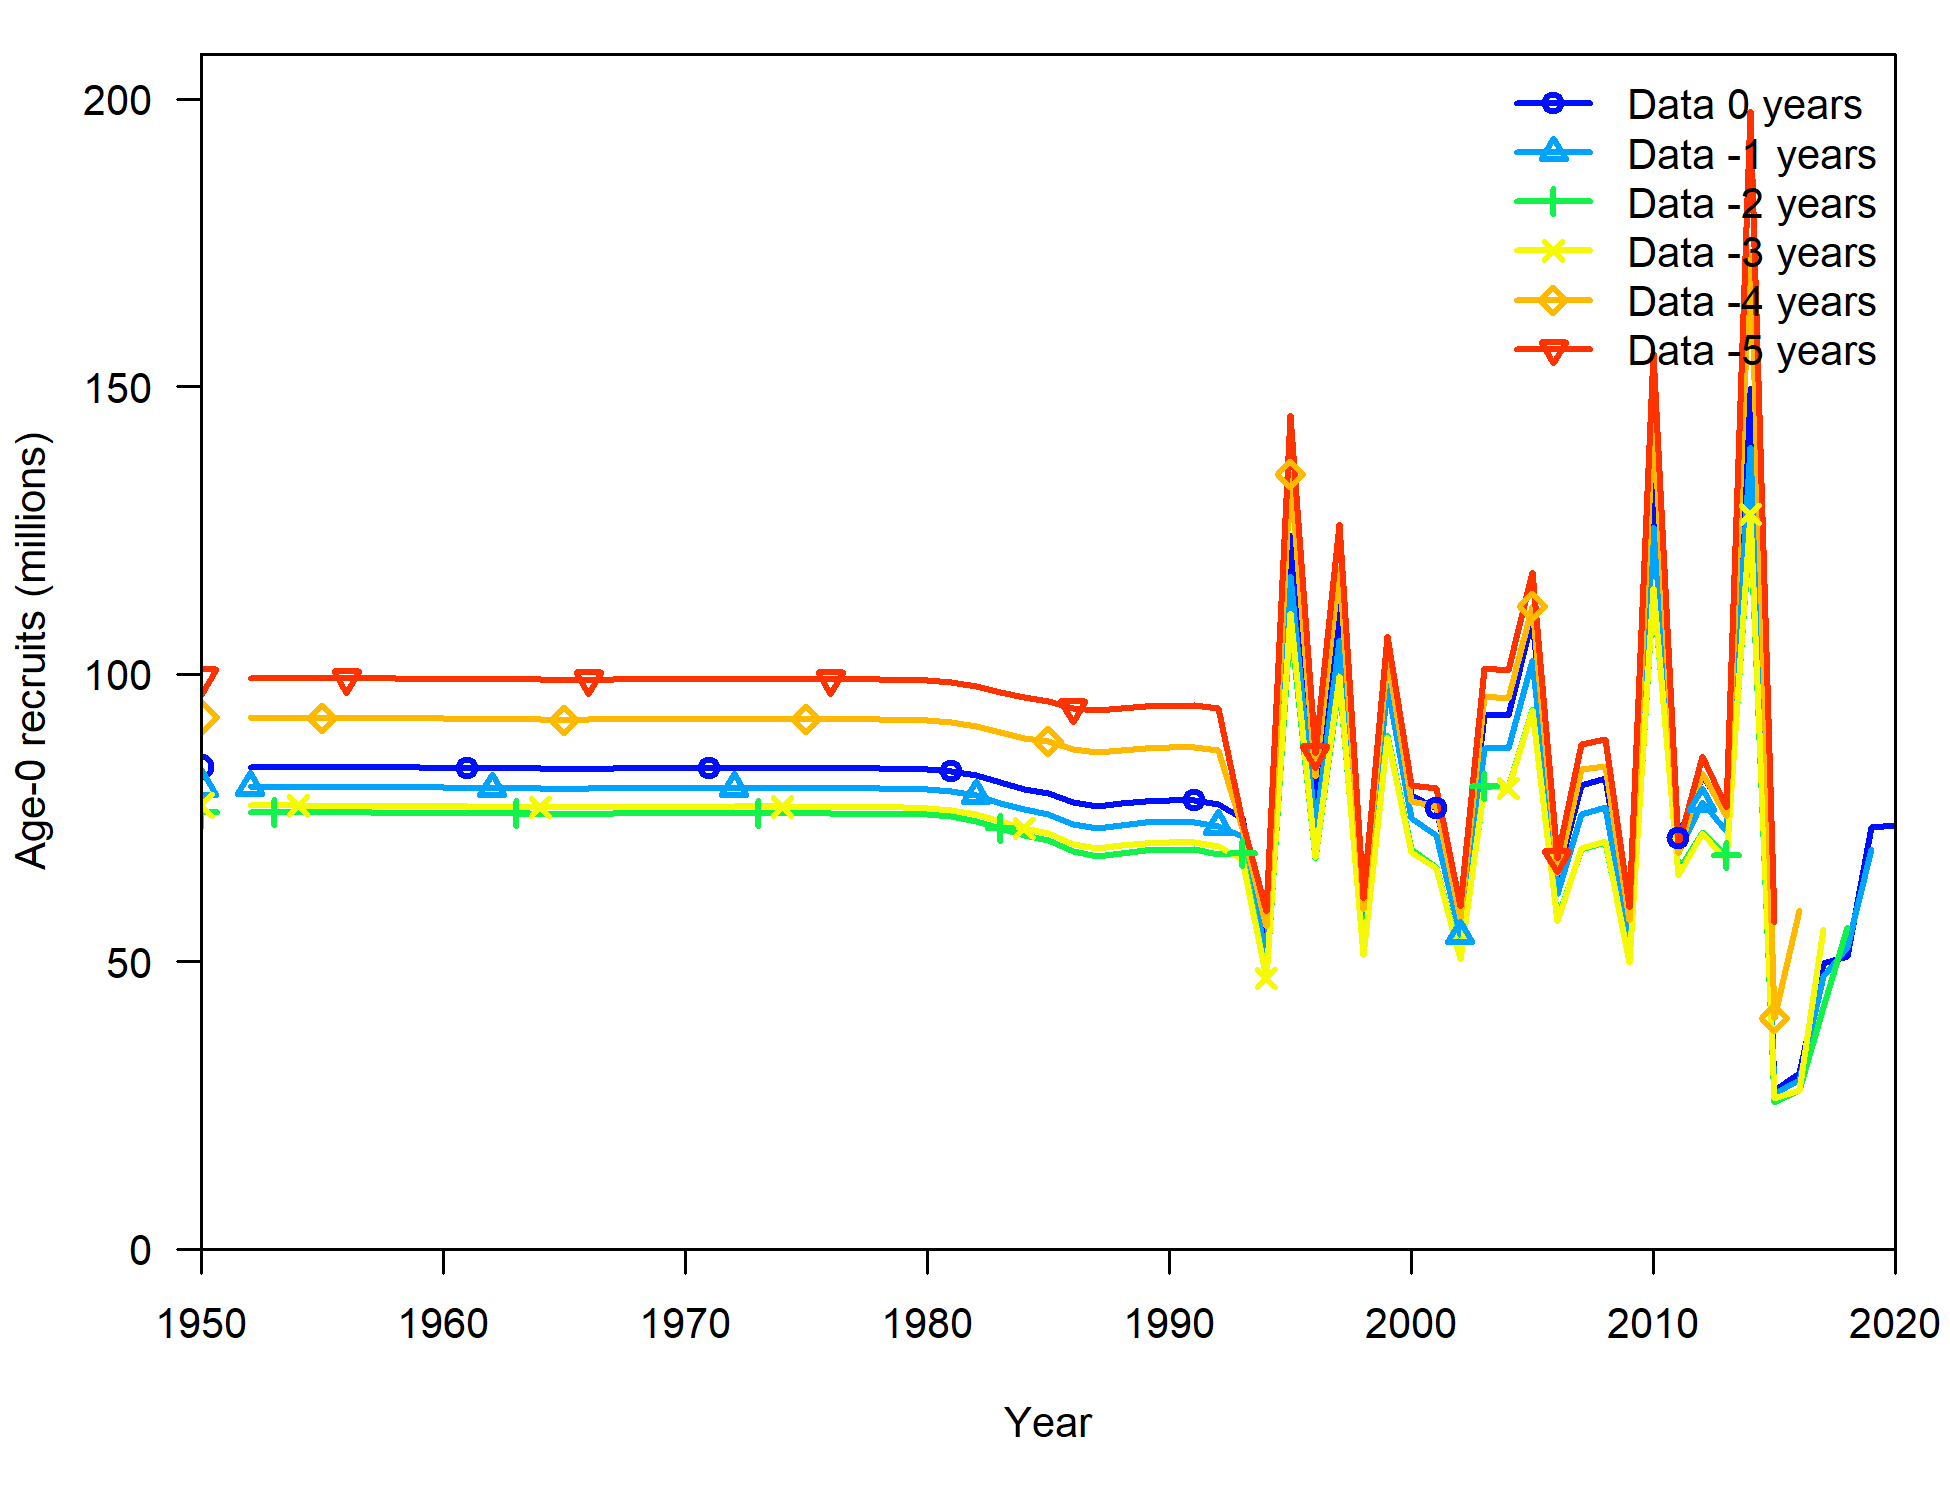 200
150
100
50
0
Age-0 recruits (millions)
Data 0 years
Data -1 years
Data -2 years
Data -3 years
Data -4 years
Data -5 years
1950 1960 1970 1980 1990 2000 2010 2020
Year